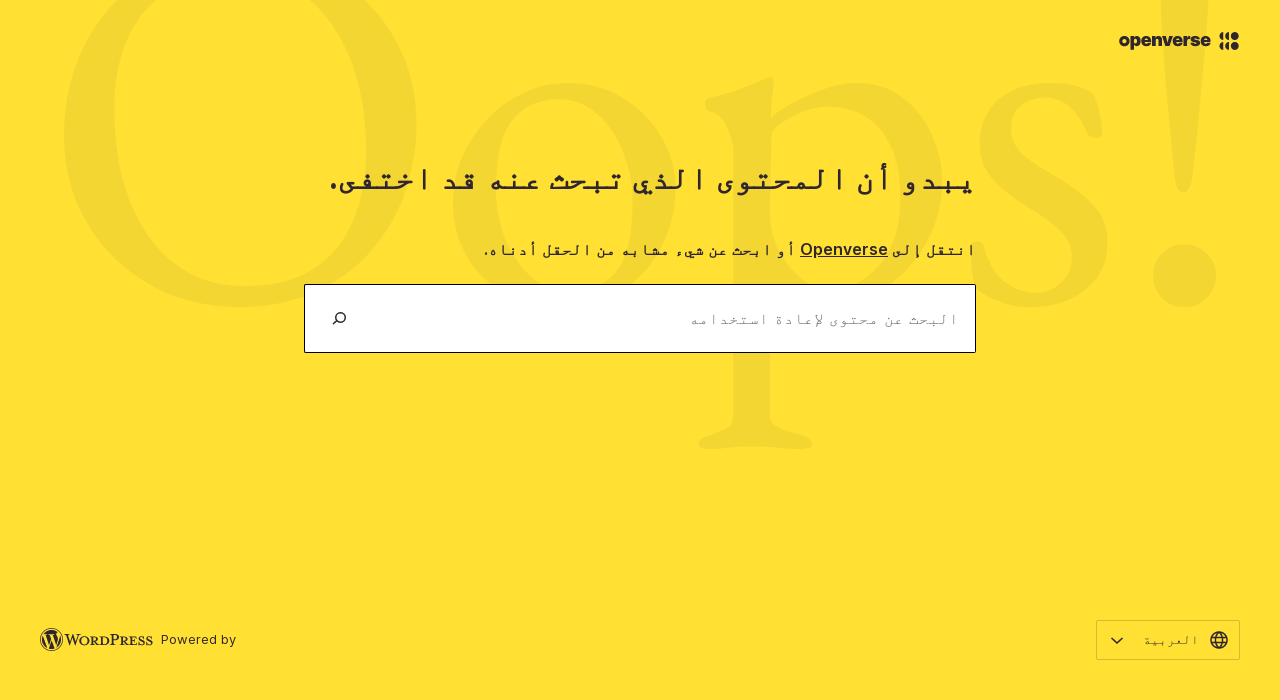 openverse
Oops!
يبدو أن المحتوى الذي تبحث عنه قد اختفى.
انتقل إلى Openverse أو ابحث عن شيء مشابه من الحقل أدناه.
البحث عن محتوى لإعادة استخدامه
العربية
Powered by WORDPRESS